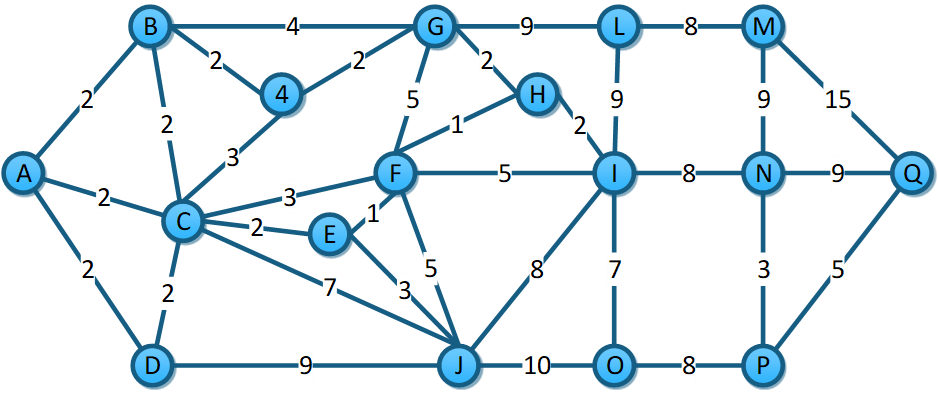 B 4 G 9 L 8 M
2 2 2 2
4 H
2 5 9 9 15
2 1 2
3
A 2 3 F 5 I 8 N 9 Q
C 2 1
E
2 2 7 3 5 8 7 3 5
D 9 J 10 O 8 P